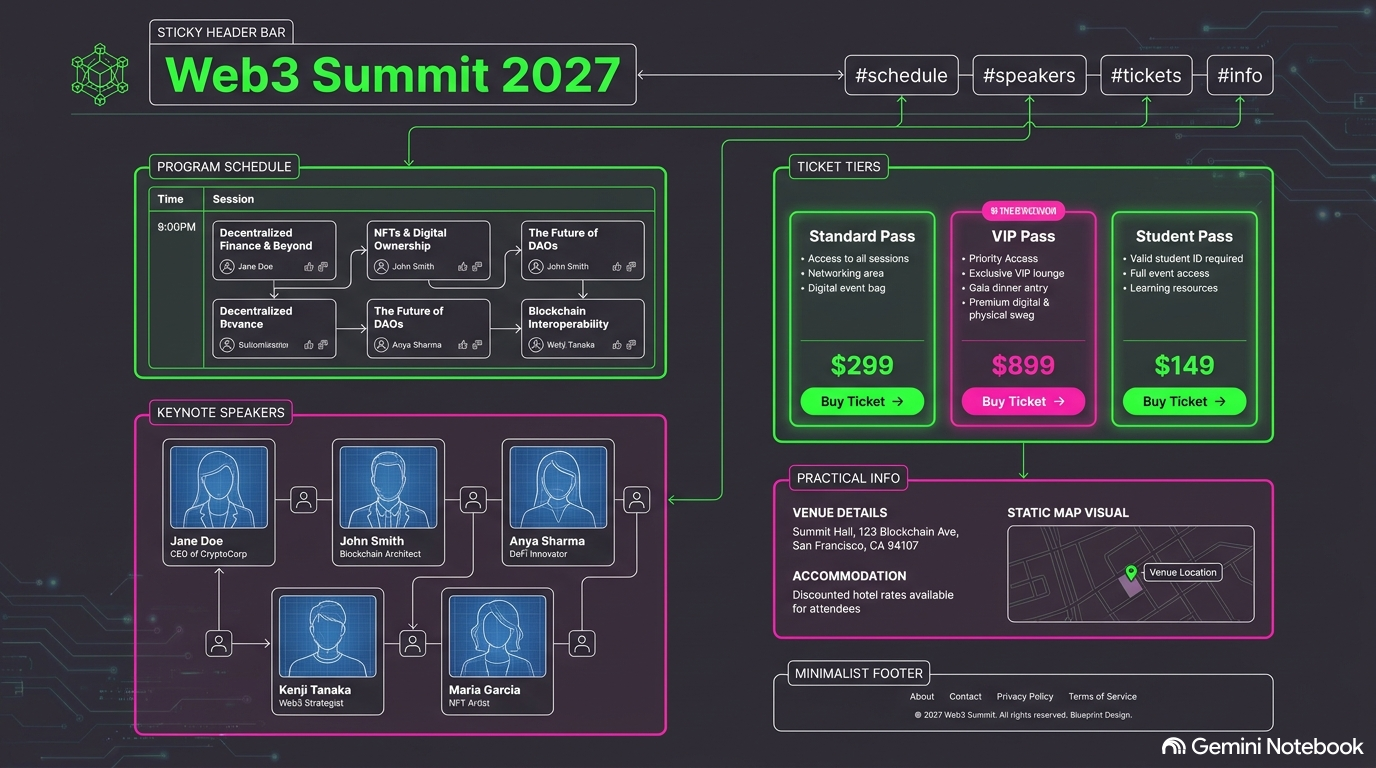 STICKY HEADER BAR
Web3 Summit 2027
#schedule
#speakers
#tickets
#info
PROGRAM SCHEDULE
Time
Session
Decentralized
Finance & Beyond
Jane Doe
NFTs & Digital
Ownership
John Smith
The Future of
DAOs
John Smith
Decentralized
The Future of
DAOs
Anya Sharma
Blockchain
Interoperability
Tanaka
KEYNOTE SPEAKERS
Jane Doe
CEO of CryptoCorp
John Smith
Blockchain Architect
Anya Sharma
DeFi Innovator
Kenji Tanaka
Web3 Strategist
Maria Garcia
NFT Artist
TICKET TIERS
Standard Pass
• Access to all sessions
• Networking area
• Digital event bag
$299
Buy Ticket →
VIP Pass
• Priority Access
• Exclusive VIP lounge
• Gala dinner antry
• Premium digital &
physical sweg
$899
Buy Ticket →
Student Pass
• Valid student ID required
• Full event access
• Learning resources
$149
Buy Ticket →
PRACTICAL INFO
VENUE DETAILS
Summit Hall, 123 Blockchain Ave,
San Francisco, CA 94107
ACCOMMODATION
Discounted hotel rates available
for attendees
STATIC MAP VISUAL
Venue Location
MINIMALIST FOOTER
About
Contact
Privacy Policy
Terms of Service
© 2027 Web3 Summit. All rights reserved. Blueprint Design.
Gemini Notebook